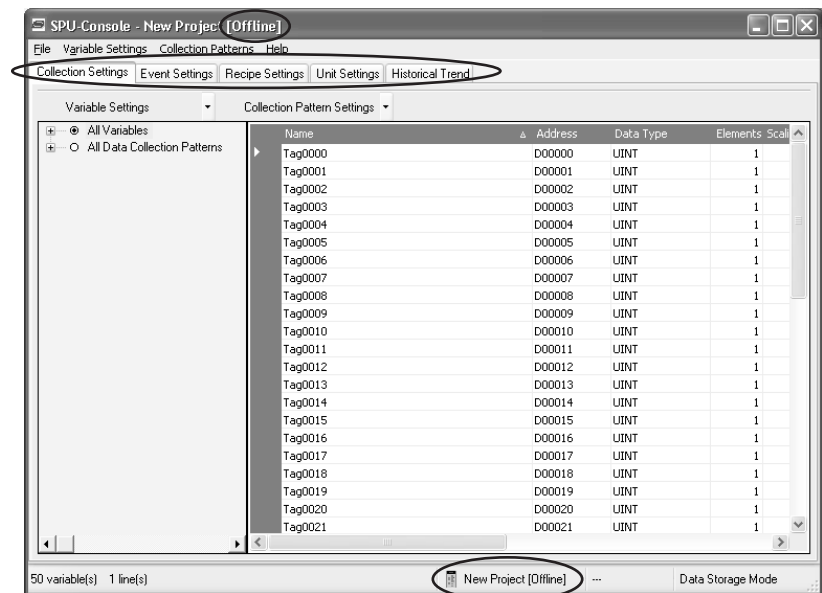 SPU-Console - New Project [Offline]
File Variable Settings Collection Patterns Help
Collection Settings Event Settings Recipe Settings Unit Settings Historical Trend
Variable Settings Collection Pattern Settings
All Variables
All Data Collection Patterns
Name Address Data Type Elements Scali
Tag0000 D00000 UINT 1
Tag0001 D00001 UINT 1
Tag0002 D00002 UINT 1
Tag0003 D00003 UINT 1
Tag0004 D00004 UINT 1
Tag0005 D00005 UINT 1
Tag0006 D00006 UINT 1
Tag0007 D00007 UINT 1
Tag0008 D00008 UINT 1
Tag0009 D00009 UINT 1
Tag0010 D00010 UINT 1
Tag0011 D00011 UINT 1
Tag0012 D00012 UINT 1
Tag0013 D00013 UINT 1
Tag0014 D00014 UINT 1
Tag0015 D00015 UINT 1
Tag0016 D00016 UINT 1
Tag0017 D00017 UINT 1
Tag0018 D00018 UINT 1
Tag0019 D00019 UINT 1
Tag0020 D00020 UINT 1
Tag0021 D00021 UINT 1
50 variable(s) 1 line(s) New Project [Offline] --- Data Storage Mode